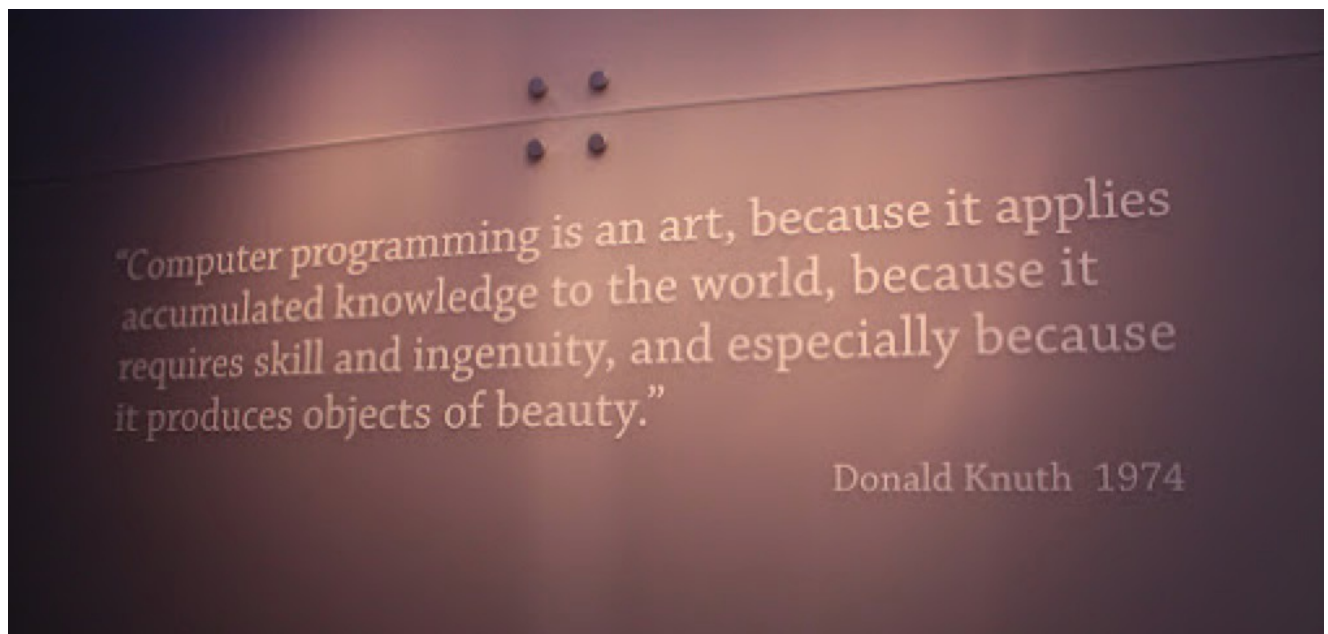 “Computer programming is an art, because it applies
accumulated knowledge to the world, because it
requires skill and ingenuity, and especially because
it produces objects of beauty.”
Donald Knuth 1974